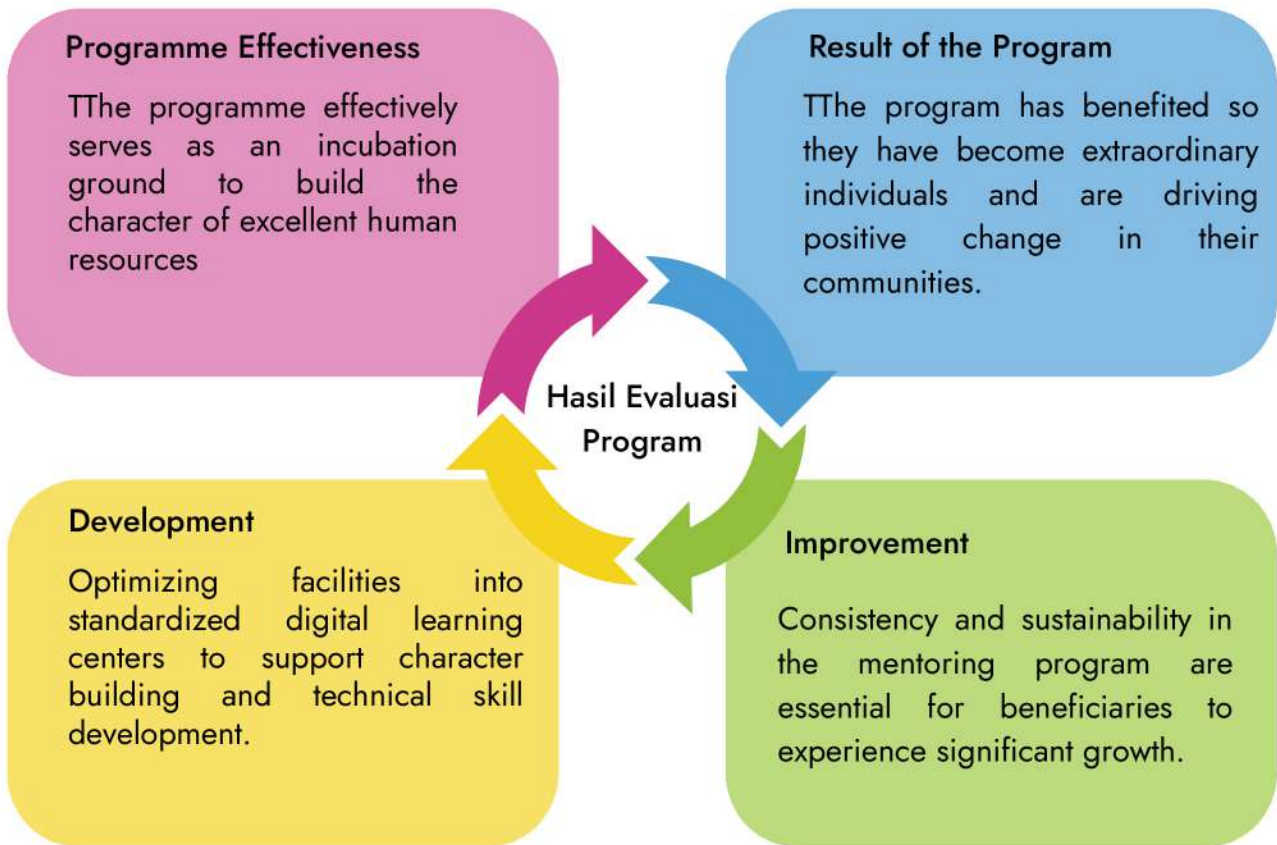 Programme Effectiveness
TThe programme effectively
serves as an incubation
ground to build the
character of excellent human
resources
Result of the Program
TThe program has benefited so
they have become extraordinary
individuals and are driving
positive change in their
communities.
Hasil Evaluasi
Program
Development
Optimizing facilities into
standardized digital learning
centers to support character
building and technical skill
development.
Improvement
Consistency and sustainability in
the mentoring program are
essential for beneficiaries to
experience significant growth.